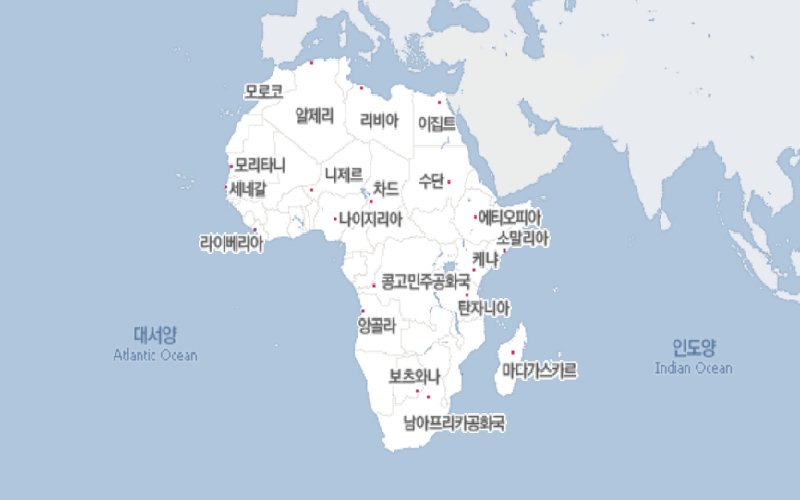 모로코
알제리
리비아
이집트
모리타니
니제르
차드
수단
세네갈
나이지리아
에티오피아
라이베리아
소말리아
케냐
콩고민주공화국
탄자니아
앙골라
대서양
Atlantic Ocean
인도양
Indian Ocean
마다가스카르
보츠와나
남아프리카공화국